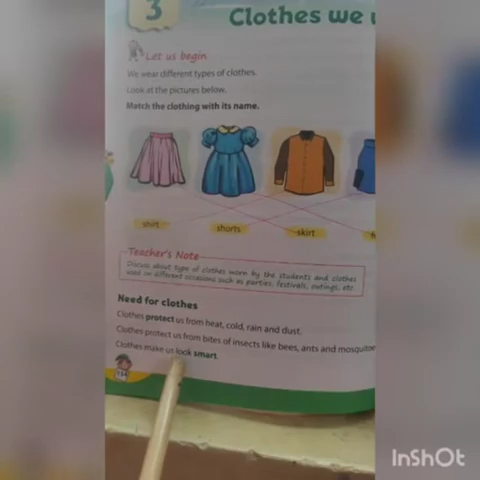 3
Clothes we
Let us begin
We wear different types of clothes.
Look at the pictures below.
Match the clothing with its name.
shirt
shorts
skirt
Teacher's Note
Discuss about type of clothes worn by the students and clothes
used on different occasions such as parties, festivals, outings, etc.
Need for clothes
Clothes protect us from heat, cold, rain and dust.
Clothes protect us from bites of insects like bees, ants and mosquitoe
Clothes make us look smart.
InShOt